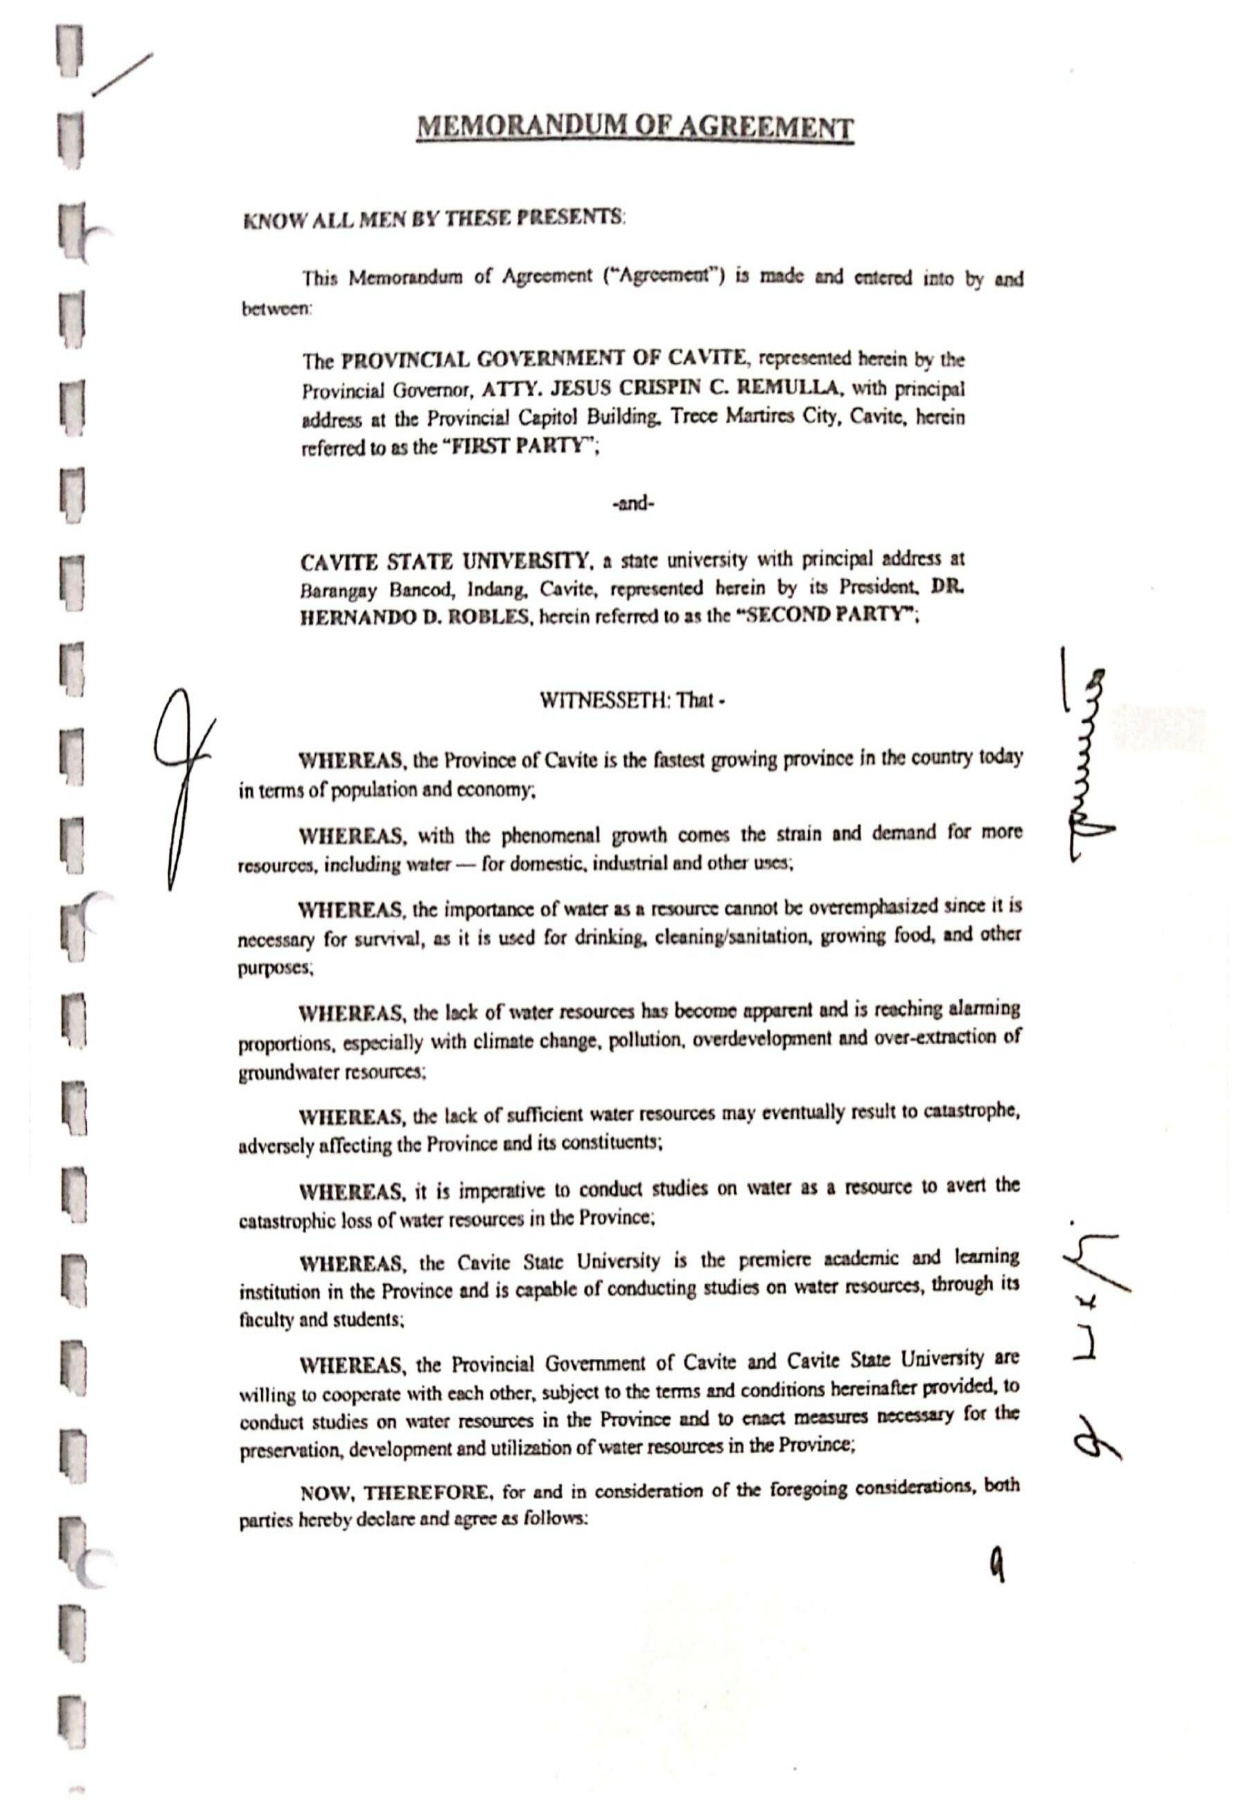 MEMORANDUM OF AGREEMENT
KNOW ALL MEN BY THESE PRESENTS:
This Memorandum of Agreement ("Agreement") is made and entered into by and
between:
The PROVINCIAL GOVERNMENT OF CAVITE, represented herein by the
Provincial Governor, ATTY. JESUS CRISPIN C. REMULLA, with principal
address at the Provincial Capitol Building, Trece Martires City, Cavite, herein
referred to as the "FIRST PARTY";
-and-
CAVITE STATE UNIVERSITY, a state university with principal address at
Barangay Bancod, Indang, Cavite, represented herein by its President, DR.
HERNANDO D. ROBLES, herein referred to as the "SECOND PARTY";
WITNESSETH: That -
WHEREAS, the Province of Cavite is the fastest growing province in the country today
in terms of population and economy;
WHEREAS, with the phenomenal growth comes the strain and demand for more
resources, including water — for domestic, industrial and other uses;
WHEREAS, the importance of water as a resource cannot be overemphasized since it is
necessary for survival, as it is used for drinking, cleaning/sanitation, growing food, and other
purposes;
WHEREAS, the lack of water resources has become apparent and is reaching alarming
proportions, especially with climate change, pollution, overdevelopment and over-extraction of
groundwater resources;
WHEREAS, the lack of sufficient water resources may eventually result to catastrophe,
adversely affecting the Province and its constituents;
WHEREAS, it is imperative to conduct studies on water as a resource to avert the
catastrophic loss of water resources in the Province;
WHEREAS, the Cavite State University is the premiere academic and learning
institution in the Province and is capable of conducting studies on water resources, through its
faculty and students;
WHEREAS, the Provincial Government of Cavite and Cavite State University are
willing to cooperate with each other, subject to the terms and conditions hereinafter provided, to
conduct studies on water resources in the Province and to enact measures necessary for the
preservation, development and utilization of water resources in the Province;
NOW, THEREFORE, for and in consideration of the foregoing considerations, both
parties hereby declare and agree as follows: